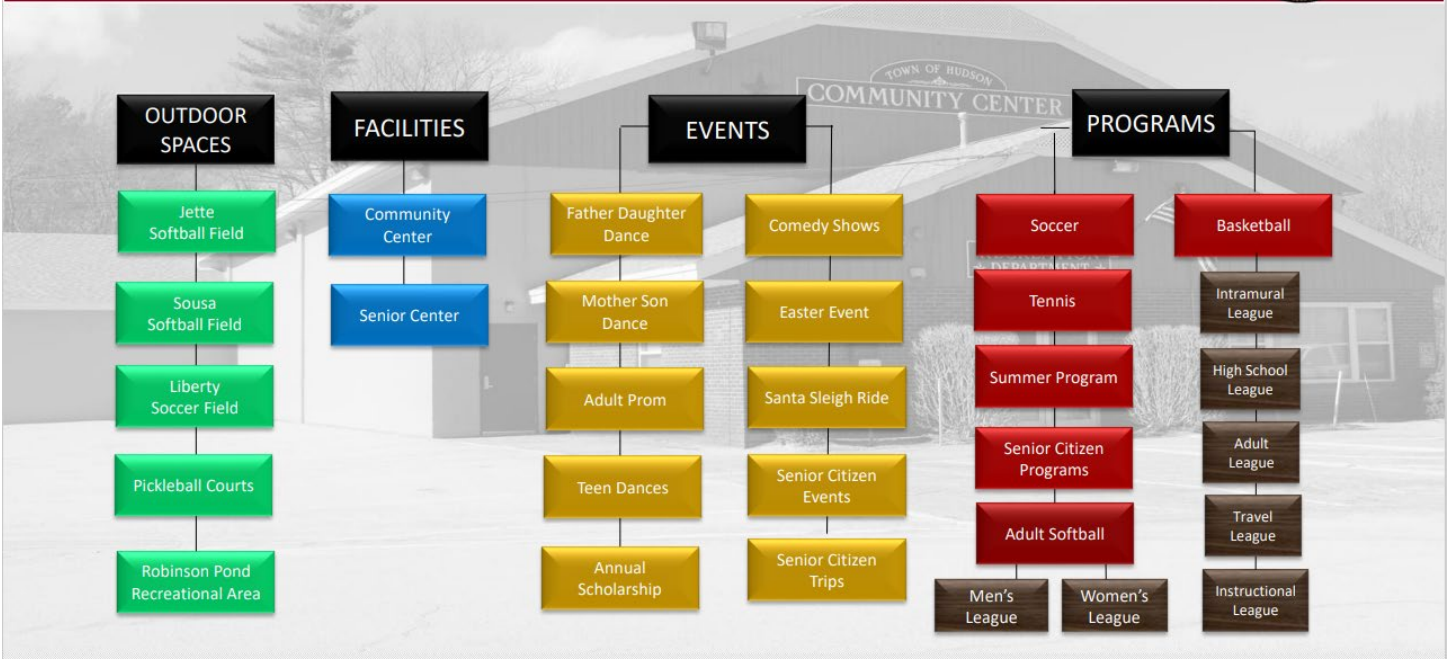 TOWN OF HUDSON
COMMUNITY CENTER
OUTDOOR
SPACES
Jette
Softball Field
Sousa
Softball Field
Liberty
Soccer Field
Pickleball Courts
Robinson Pond
Recreational Area
FACILITIES
Community
Center
Senior Center
EVENTS
Father Daughter
Dance
Mother Son
Dance
Adult Prom
Teen Dances
Annual
Scholarship
Comedy Shows
Easter Event
Santa Sleigh Ride
Senior Citizen
Events
Senior Citizen
Trips
PROGRAMS
Soccer
Tennis
Summer Program
Senior Citizen
Programs
Adult Softball
Men's
League
Women's
League
Basketball
Intramural
League
High School
League
Adult
League
Travel
League
Instructional
League
DEPARTMENT